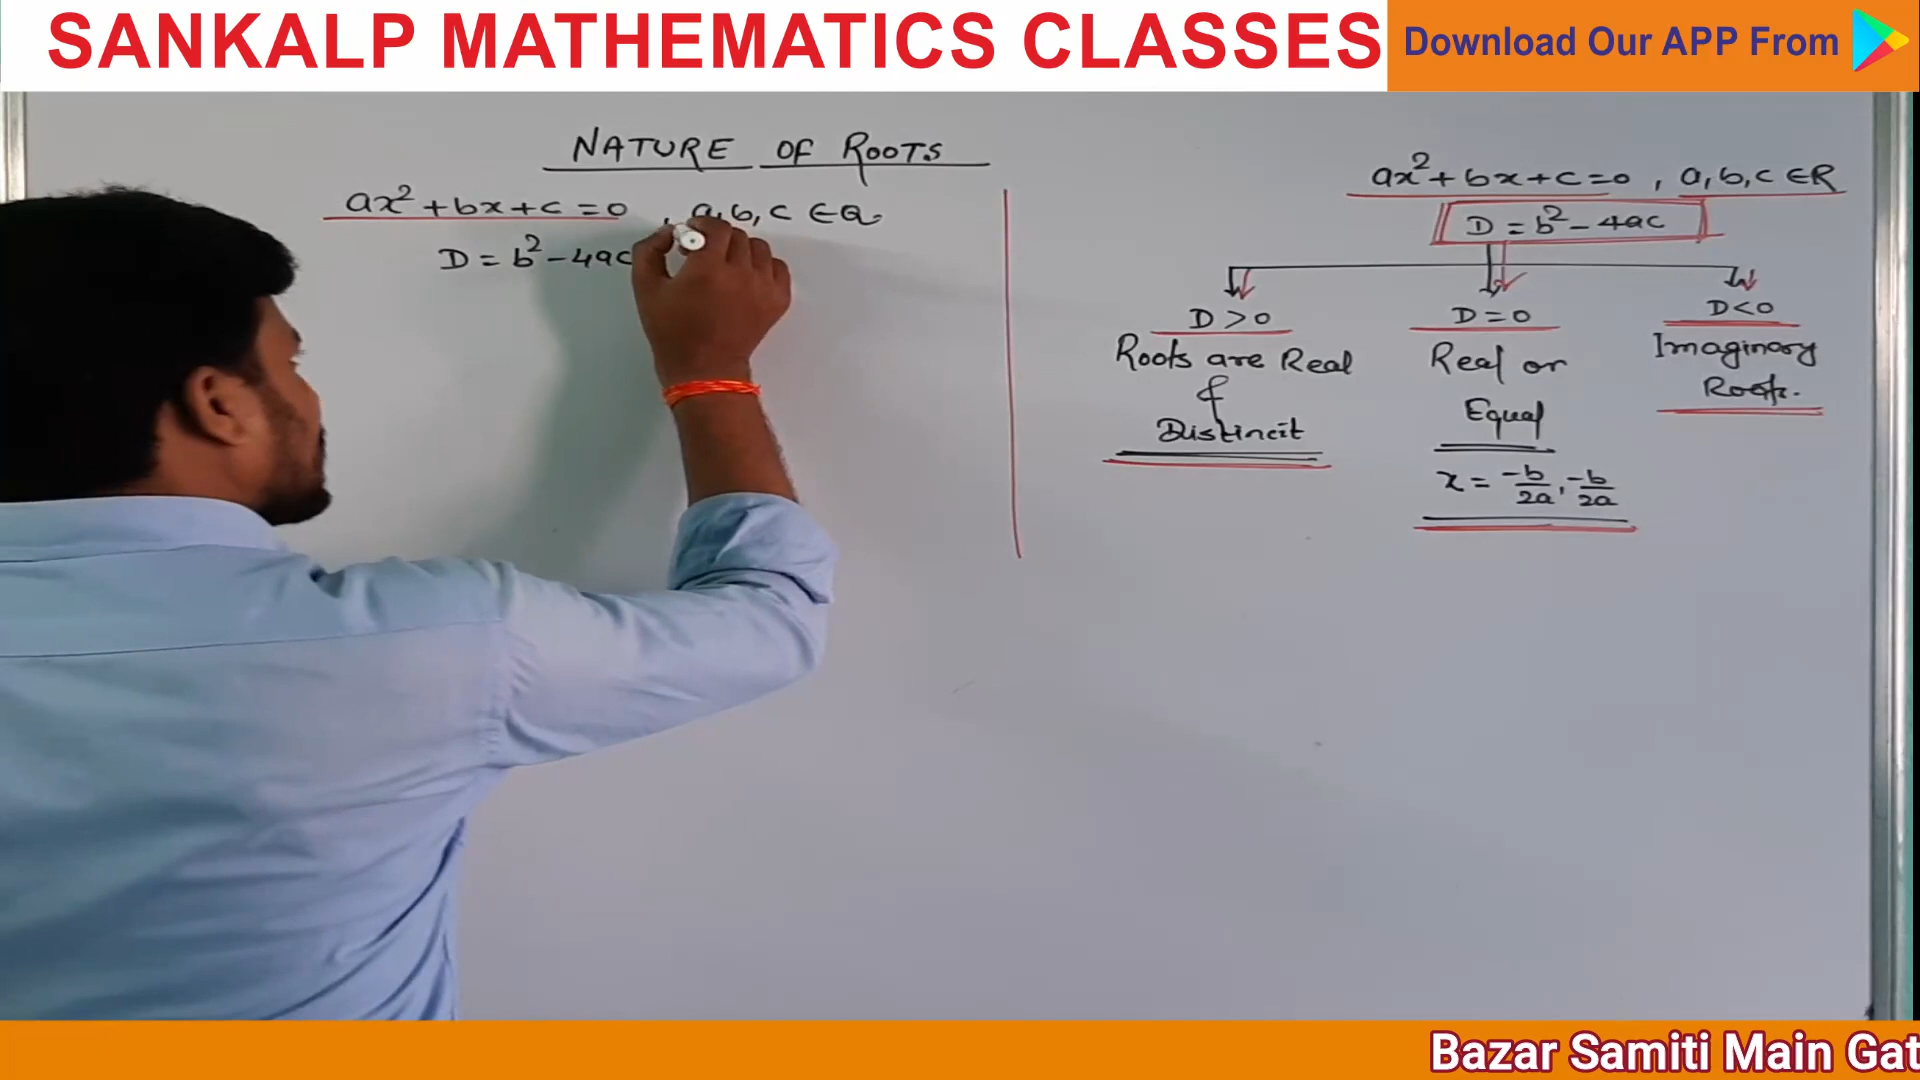 SANKALP MATHEMATICS CLASSES
Download Our APP From
NATURE OF ROOTS
ax²+bx+c=0 , a,b,c ∈Q.
D=b²-4ac
ax²+bx+c=0 , a,b,c ∈R
D=b²-4ac
D>0
Roots are Real
&
Distincit
D=0
Real or
Equal
x = -b/2a, -b/2a
D<0
Imaginary
Roots.
Bazar Samiti Main Gat